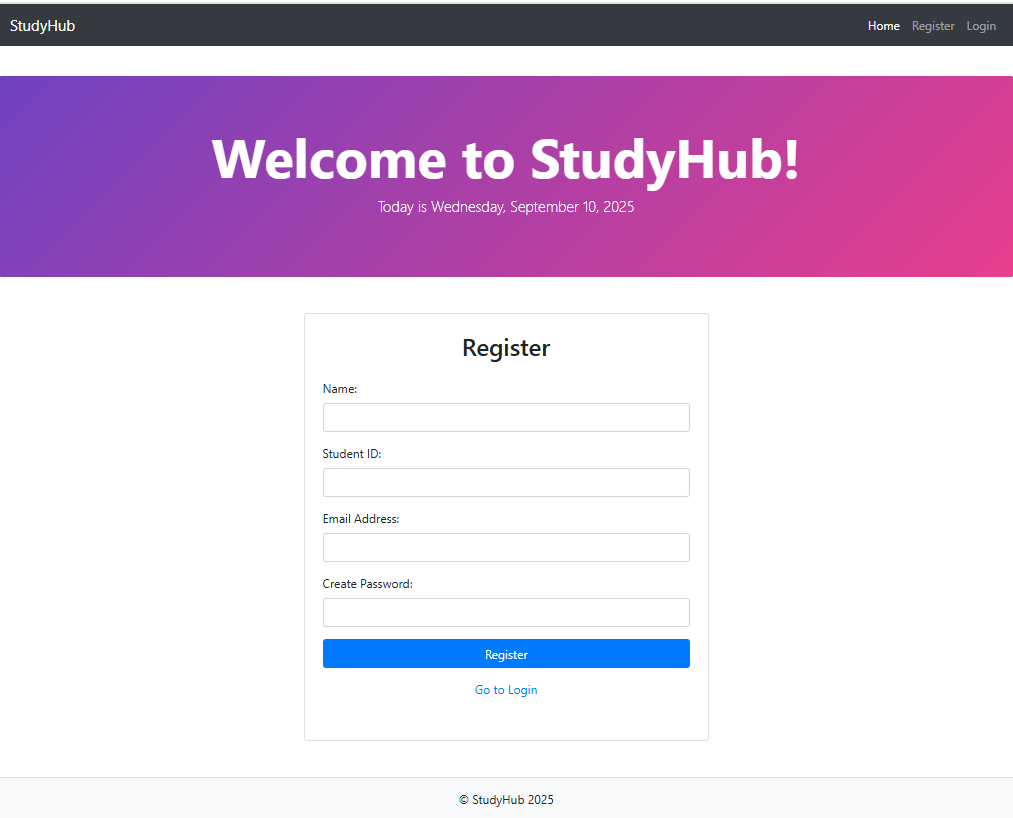 StudyHub
Home Register Login
Welcome to StudyHub!
Today is Wednesday, September 10, 2025
Register
Name:
Student ID:
Email Address:
Create Password:
Register
Go to Login
© StudyHub 2025